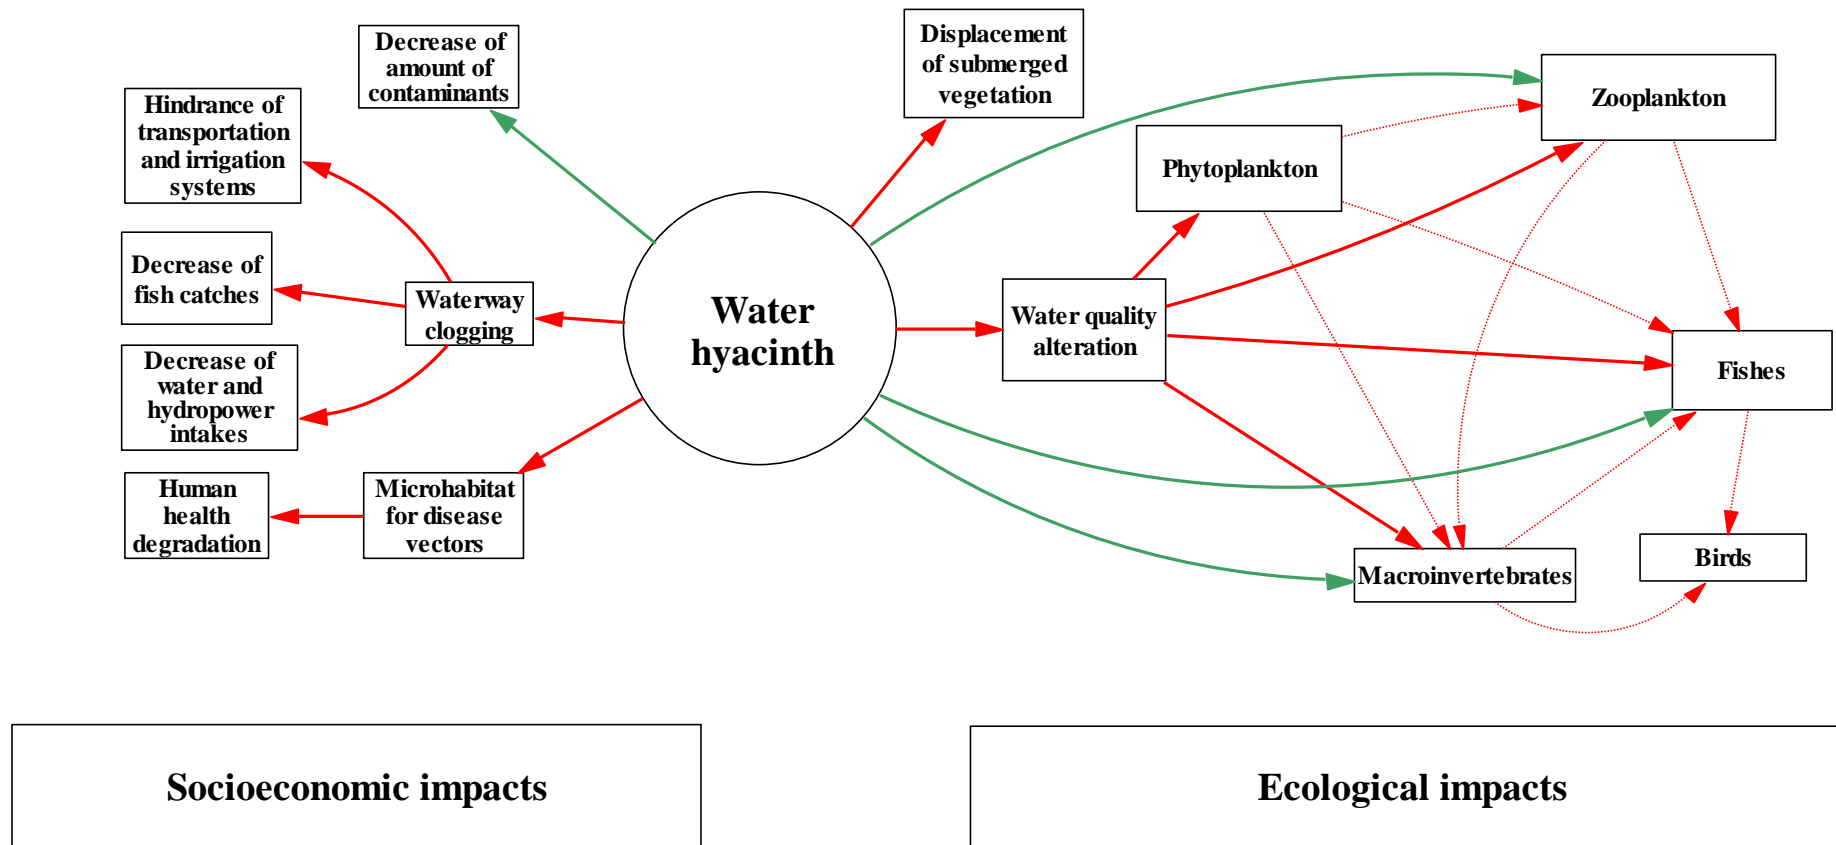 Decrease of
amount of
contaminants
Displacement
of submerged
vegetation
Hindrance of
transportation
and irrigation
systems
Zooplankton
Phytoplankton
Decrease of
fish catches
Waterway
clogging
Water
hyacinth
Water quality
alteration
Decrease of
water and
hydropower
intakes
Fishes
Human
health
degradation
Microhabitat
for disease
vectors
Macroinvertebrates
Birds
Socioeconomic impacts
Ecological impacts